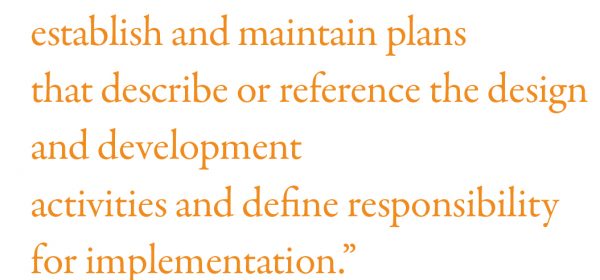 establish and maintain plans
that describe or reference the design
and development
activities and define responsibility
for implementation.”